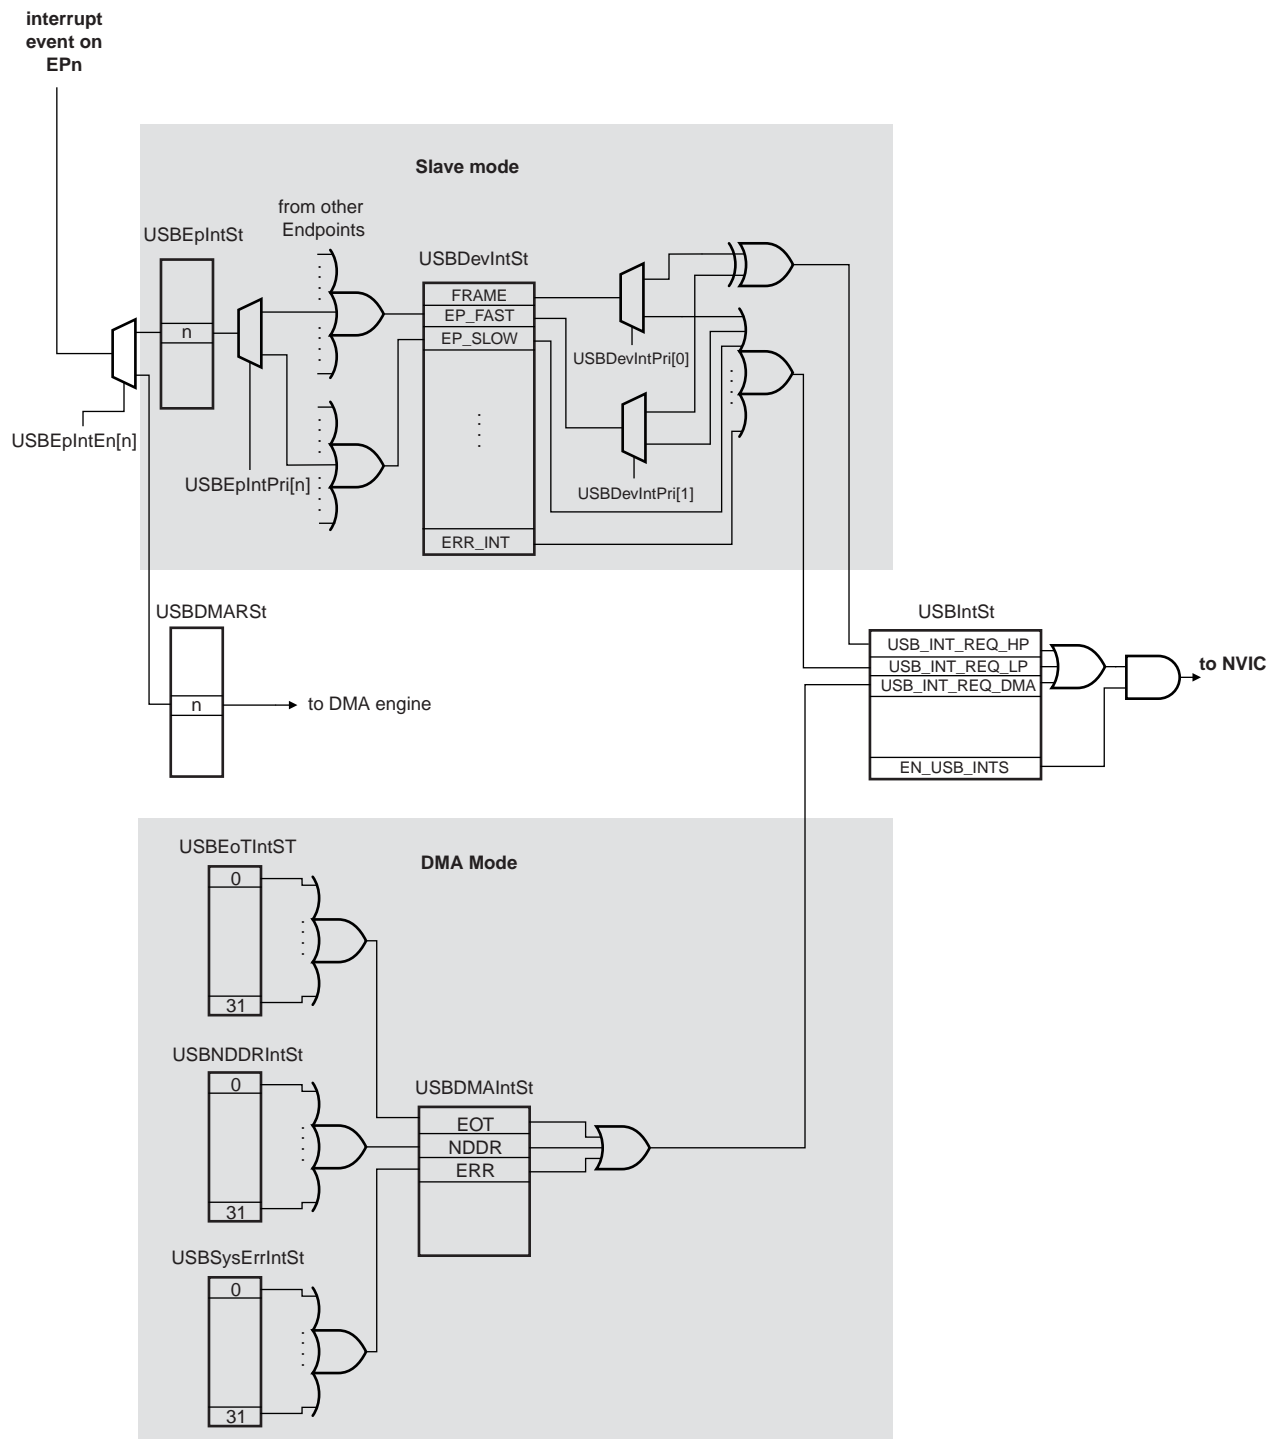 interrupt
event on
EPn
Slave mode
from other
Endpoints
USBEpIntSt
USBDevIntSt
FRAME
EP_FAST
EP_SLOW
n
USBDevIntPri[0]
USBEpIntEn[n]
USBEpIntPri[n]
USBDevIntPri[1]
ERR_INT
USBDMARSt
n
to DMA engine
USBIntSt
USB_INT_REQ_HP
USB_INT_REQ_LP
USB_INT_REQ_DMA
EN_USB_INTS
to NVIC
DMA Mode
USBEoTIntST
0
31
USBNDDRIntSt
0
31
USBDMAIntSt
EOT
NDDR
ERR
USBSysErrIntSt
0
31